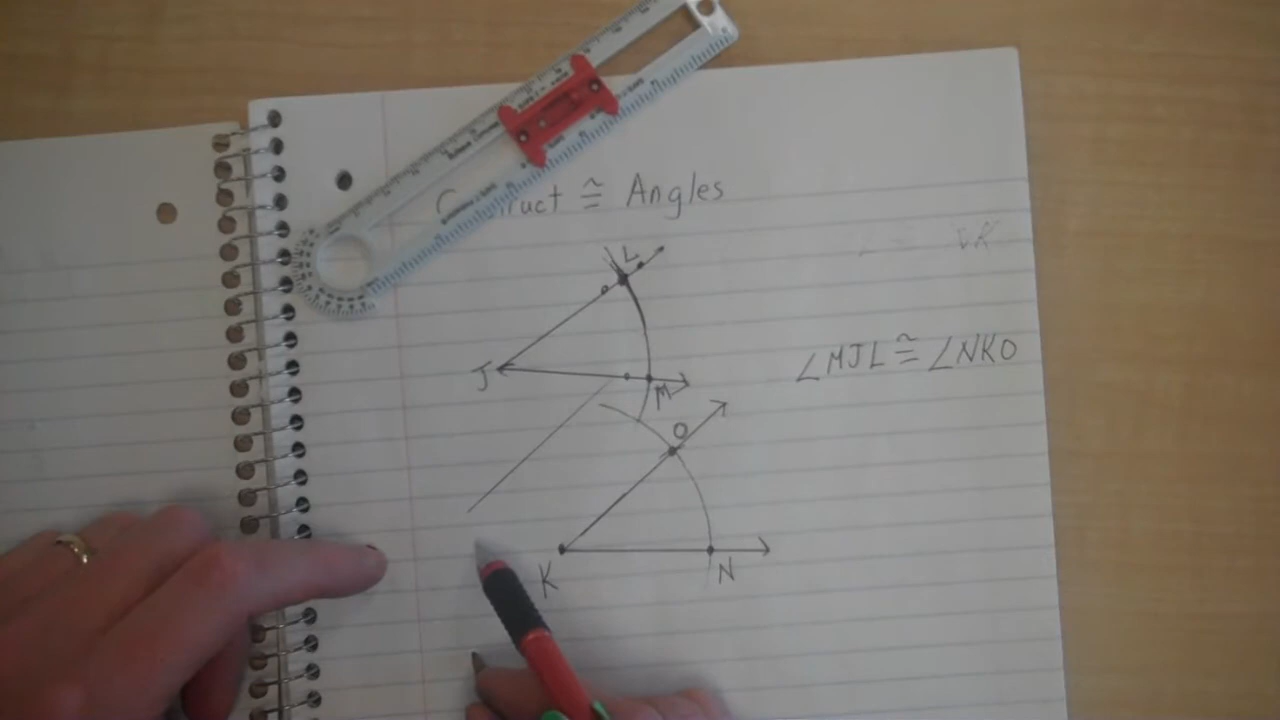 Construct ≅ Angles
L
J
M
∠MJL ≅ ∠NKO
O
K
N